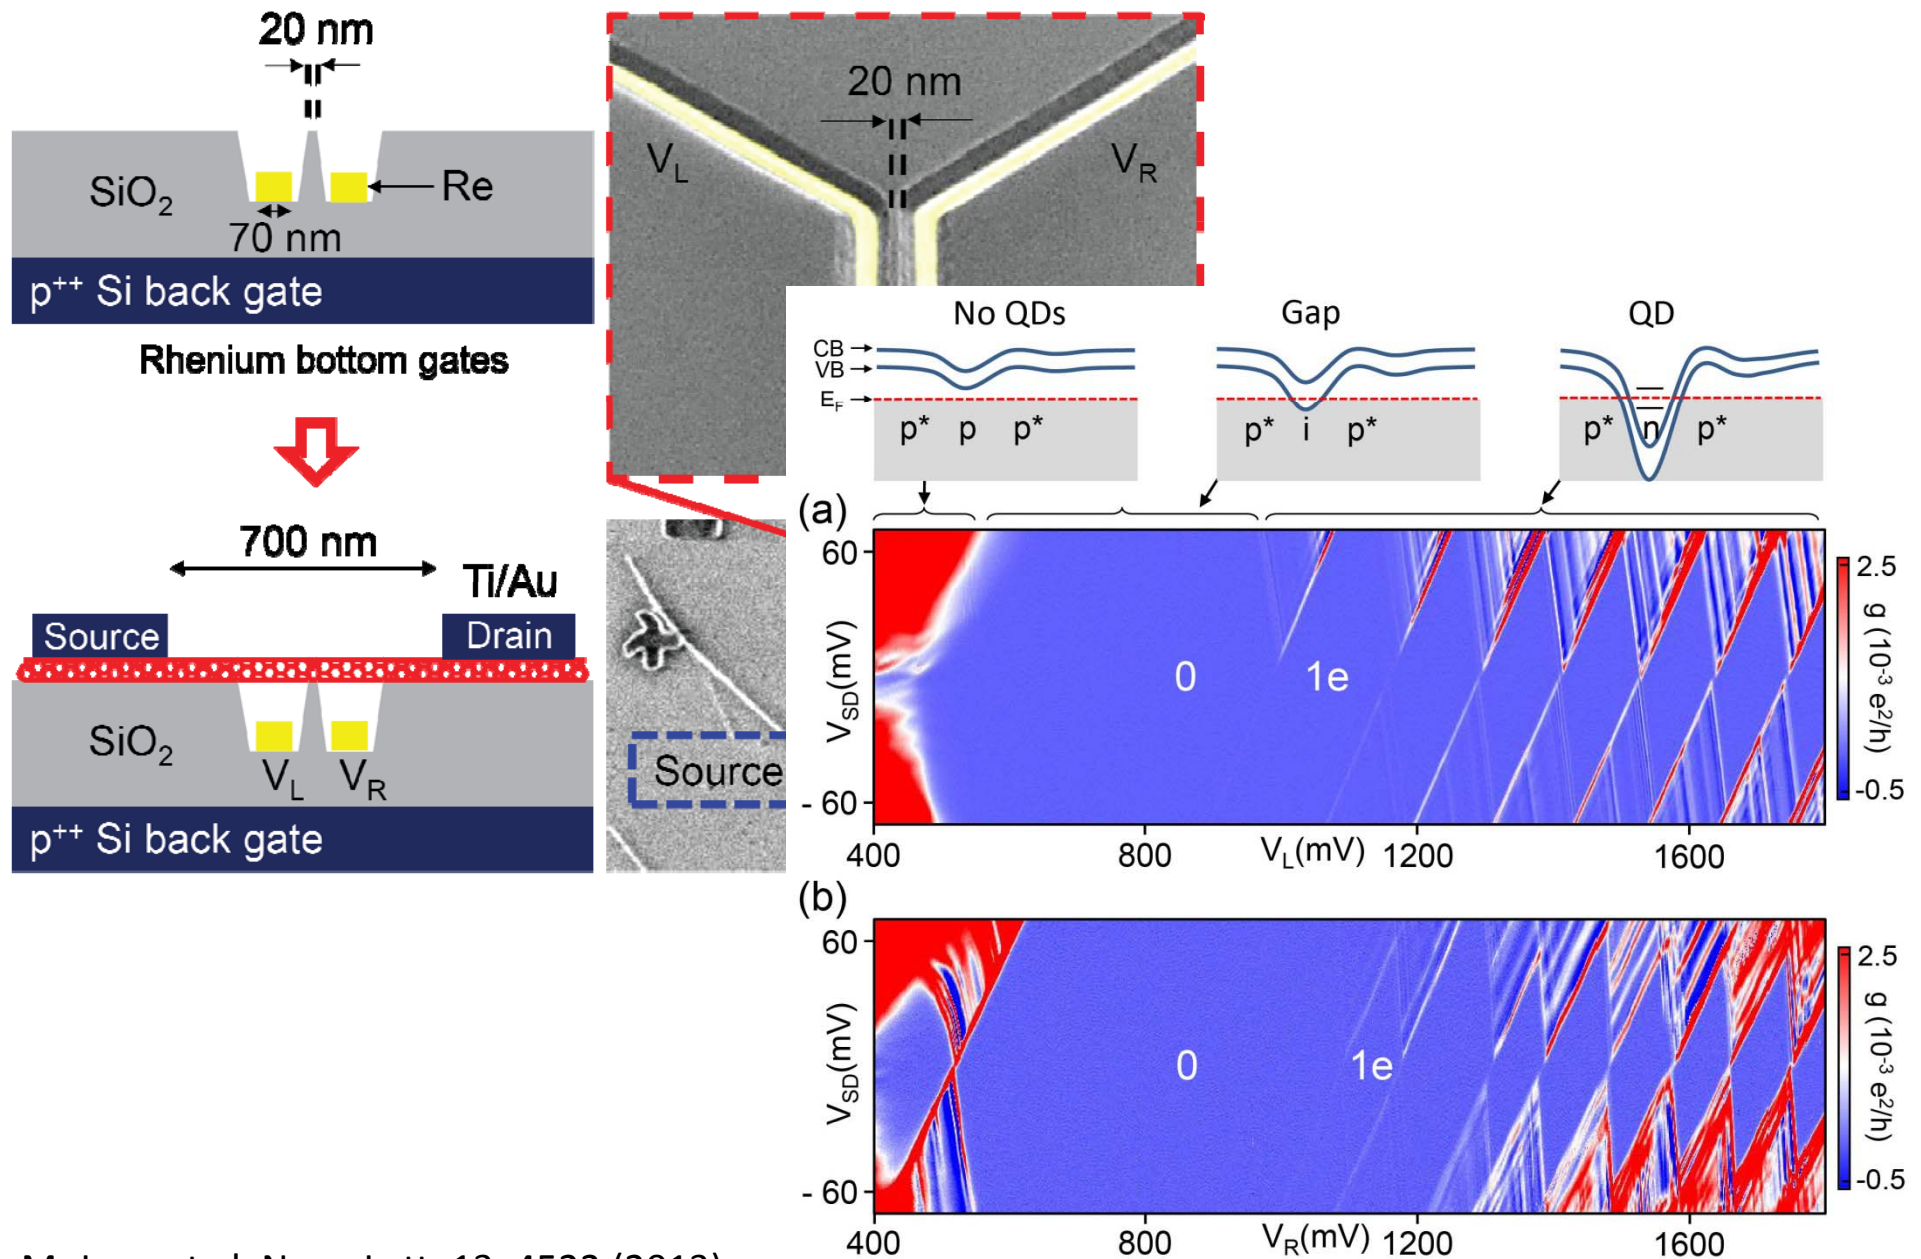 20 nm
SiO2
Re
70 nm
p++ Si back gate
Rhenium bottom gates
700 nm
Ti/Au
Source
Drain
SiO2
VL VR
p++ Si back gate
20 nm
VL
VR
Source
No QDs Gap QD
CB
VB
EF
p* p p*
p* i p*
p* n p*
(a)
60
VSD(mV)
- 60
0 1e
400 800 VL(mV) 1200 1600
2.5
g (10-3 e2/h)
-0.5
(b)
60
VSD(mV)
- 60
0 1e
400 800 VR(mV) 1200 1600
2.5
g (10-3 e2/h)
-0.5